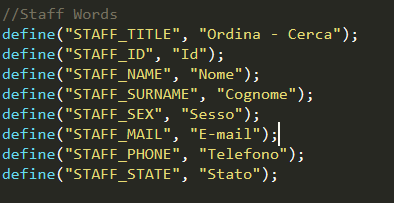 //Staff Words
define("STAFF_TITLE", "Ordina - Cerca");
define("STAFF_ID", "Id");
define("STAFF_NAME", "Nome");
define("STAFF_SURNAME", "Cognome");
define("STAFF_SEX", "Sesso");
define("STAFF_MAIL", "E-mail");
define("STAFF_PHONE", "Telefono");
define("STAFF_STATE", "Stato");